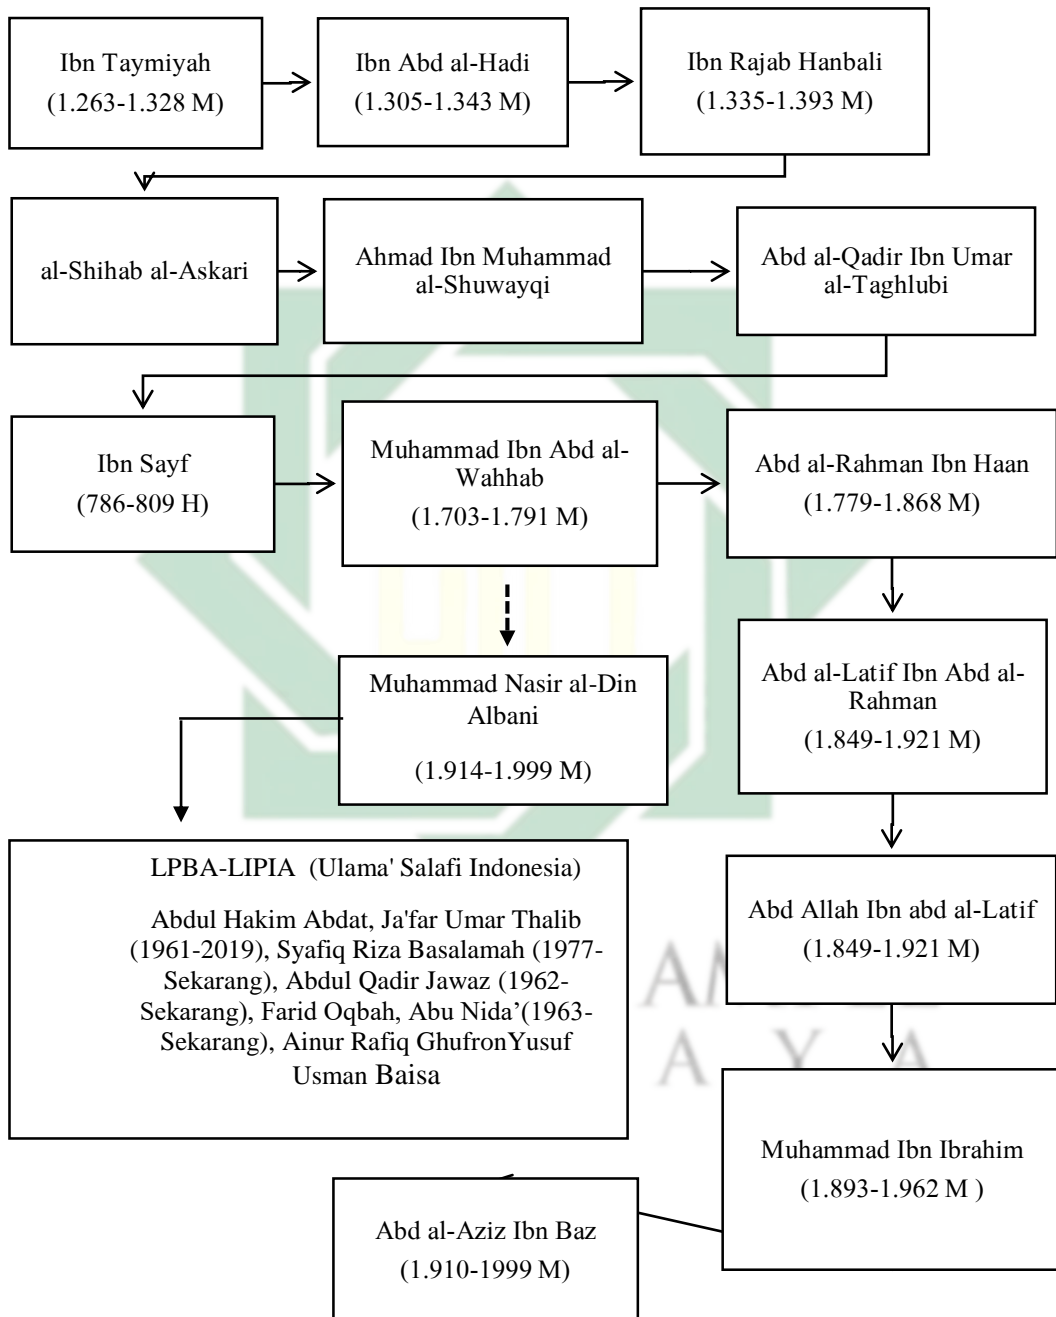 Ibn Taymiyah
(1.263-1.328 M)
Ibn Abd al-Hadi
(1.305-1.343 M)
Ibn Rajab Hanbali
(1.335-1.393 M)
al-Shihab al-Askari
Ahmad Ibn Muhammad
al-Shuwayqi
Abd al-Qadir Ibn Umar
al-Taghlubi
Ibn Sayf
(786-809 H)
Muhammad Ibn Abd al-
Wahhab
(1.703-1.791 M)
Abd al-Rahman Ibn Haan
(1.779-1.868 M)
Muhammad Nasir al-Din
Albani
(1.914-1.999 M)
Abd al-Latif Ibn Abd al-
Rahman
(1.849-1.921 M)
LPBA-LIPIA (Ulama' Salafi Indonesia)
Abdul Hakim Abdat, Ja'far Umar Thalib
(1961-2019), Syafiq Riza Basalamah (1977-
Sekarang), Abdul Qadir Jawaz (1962-
Sekarang), Farid Oqbah, Abu Nida’(1963-
Sekarang), Ainur Rafiq GhufronYusuf
Usman Baisa
Abd Allah Ibn abd al-Latif
(1.849-1.921 M)
Muhammad Ibn Ibrahim
(1.893-1.962 M )
Abd al-Aziz Ibn Baz
(1.910-1999 M)
A Y A